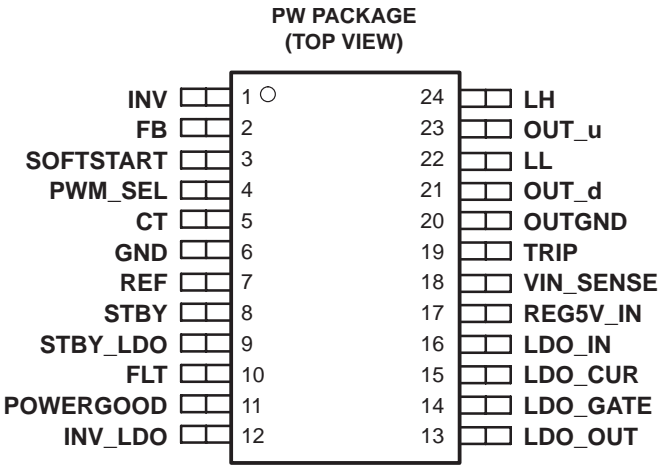 PW PACKAGE
(TOP VIEW)
INV 1 24 LH
FB 2 23 OUT_u
SOFTSTART 3 22 LL
PWM_SEL 4 21 OUT_d
CT 5 20 OUTGND
GND 6 19 TRIP
REF 7 18 VIN_SENSE
STBY 8 17 REG5V_IN
STBY_LDO 9 16 LDO_IN
FLT 10 15 LDO_CUR
POWERGOOD 11 14 LDO_GATE
INV_LDO 12 13 LDO_OUT